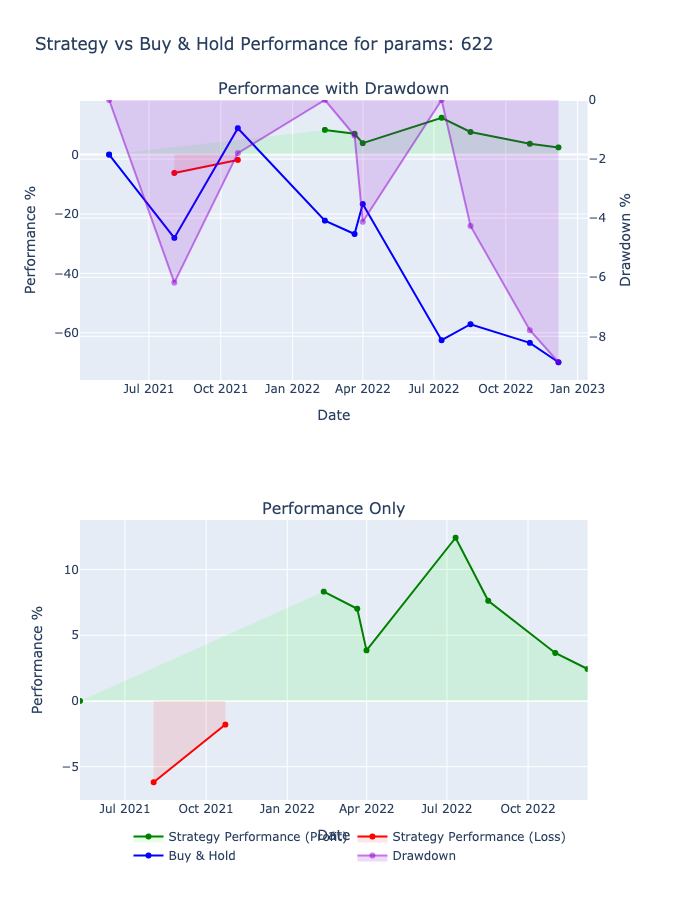 Strategy vs Buy & Hold Performance for params: 622
Performance with Drawdown
0
−20
−40
−60
Performance %
0
−2
−4
−6
−8
Drawdown %
Jul 2021 Oct 2021 Jan 2022 Apr 2022 Jul 2022 Oct 2022 Jan 2023
Date
Performance Only
10
5
0
−5
Performance %
Jul 2021 Oct 2021 Jan 2022 Apr 2022 Jul 2022 Oct 2022
Date
Strategy Performance (Profit) Strategy Performance (Loss)
Buy & Hold Drawdown